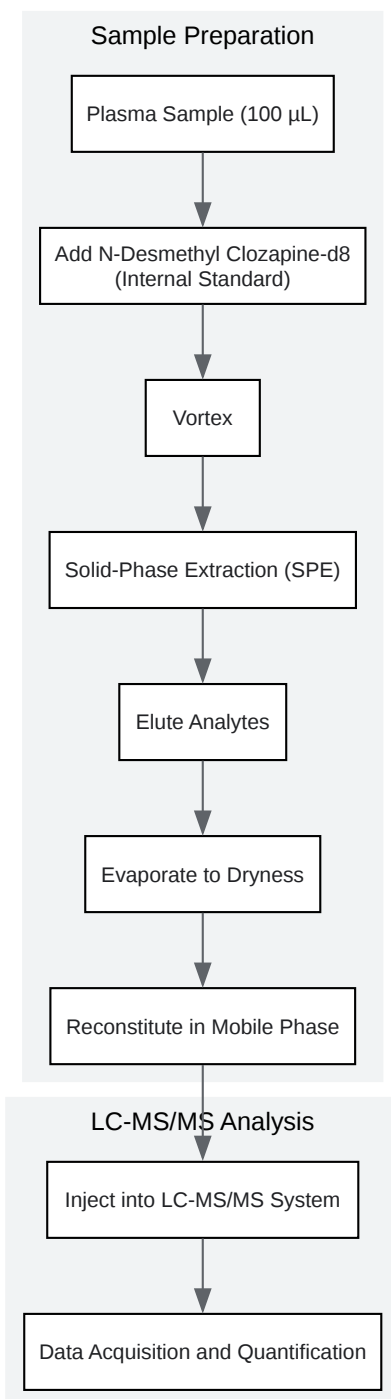 Sample Preparation
Plasma Sample (100 µL)
Add N-Desmethyl Clozapine-d8
(Internal Standard)
Vortex
Solid-Phase Extraction (SPE)
Elute Analytes
Evaporate to Dryness
Reconstitute in Mobile Phase
LC-MS/MS Analysis
Inject into LC-MS/MS System
Data Acquisition and Quantification